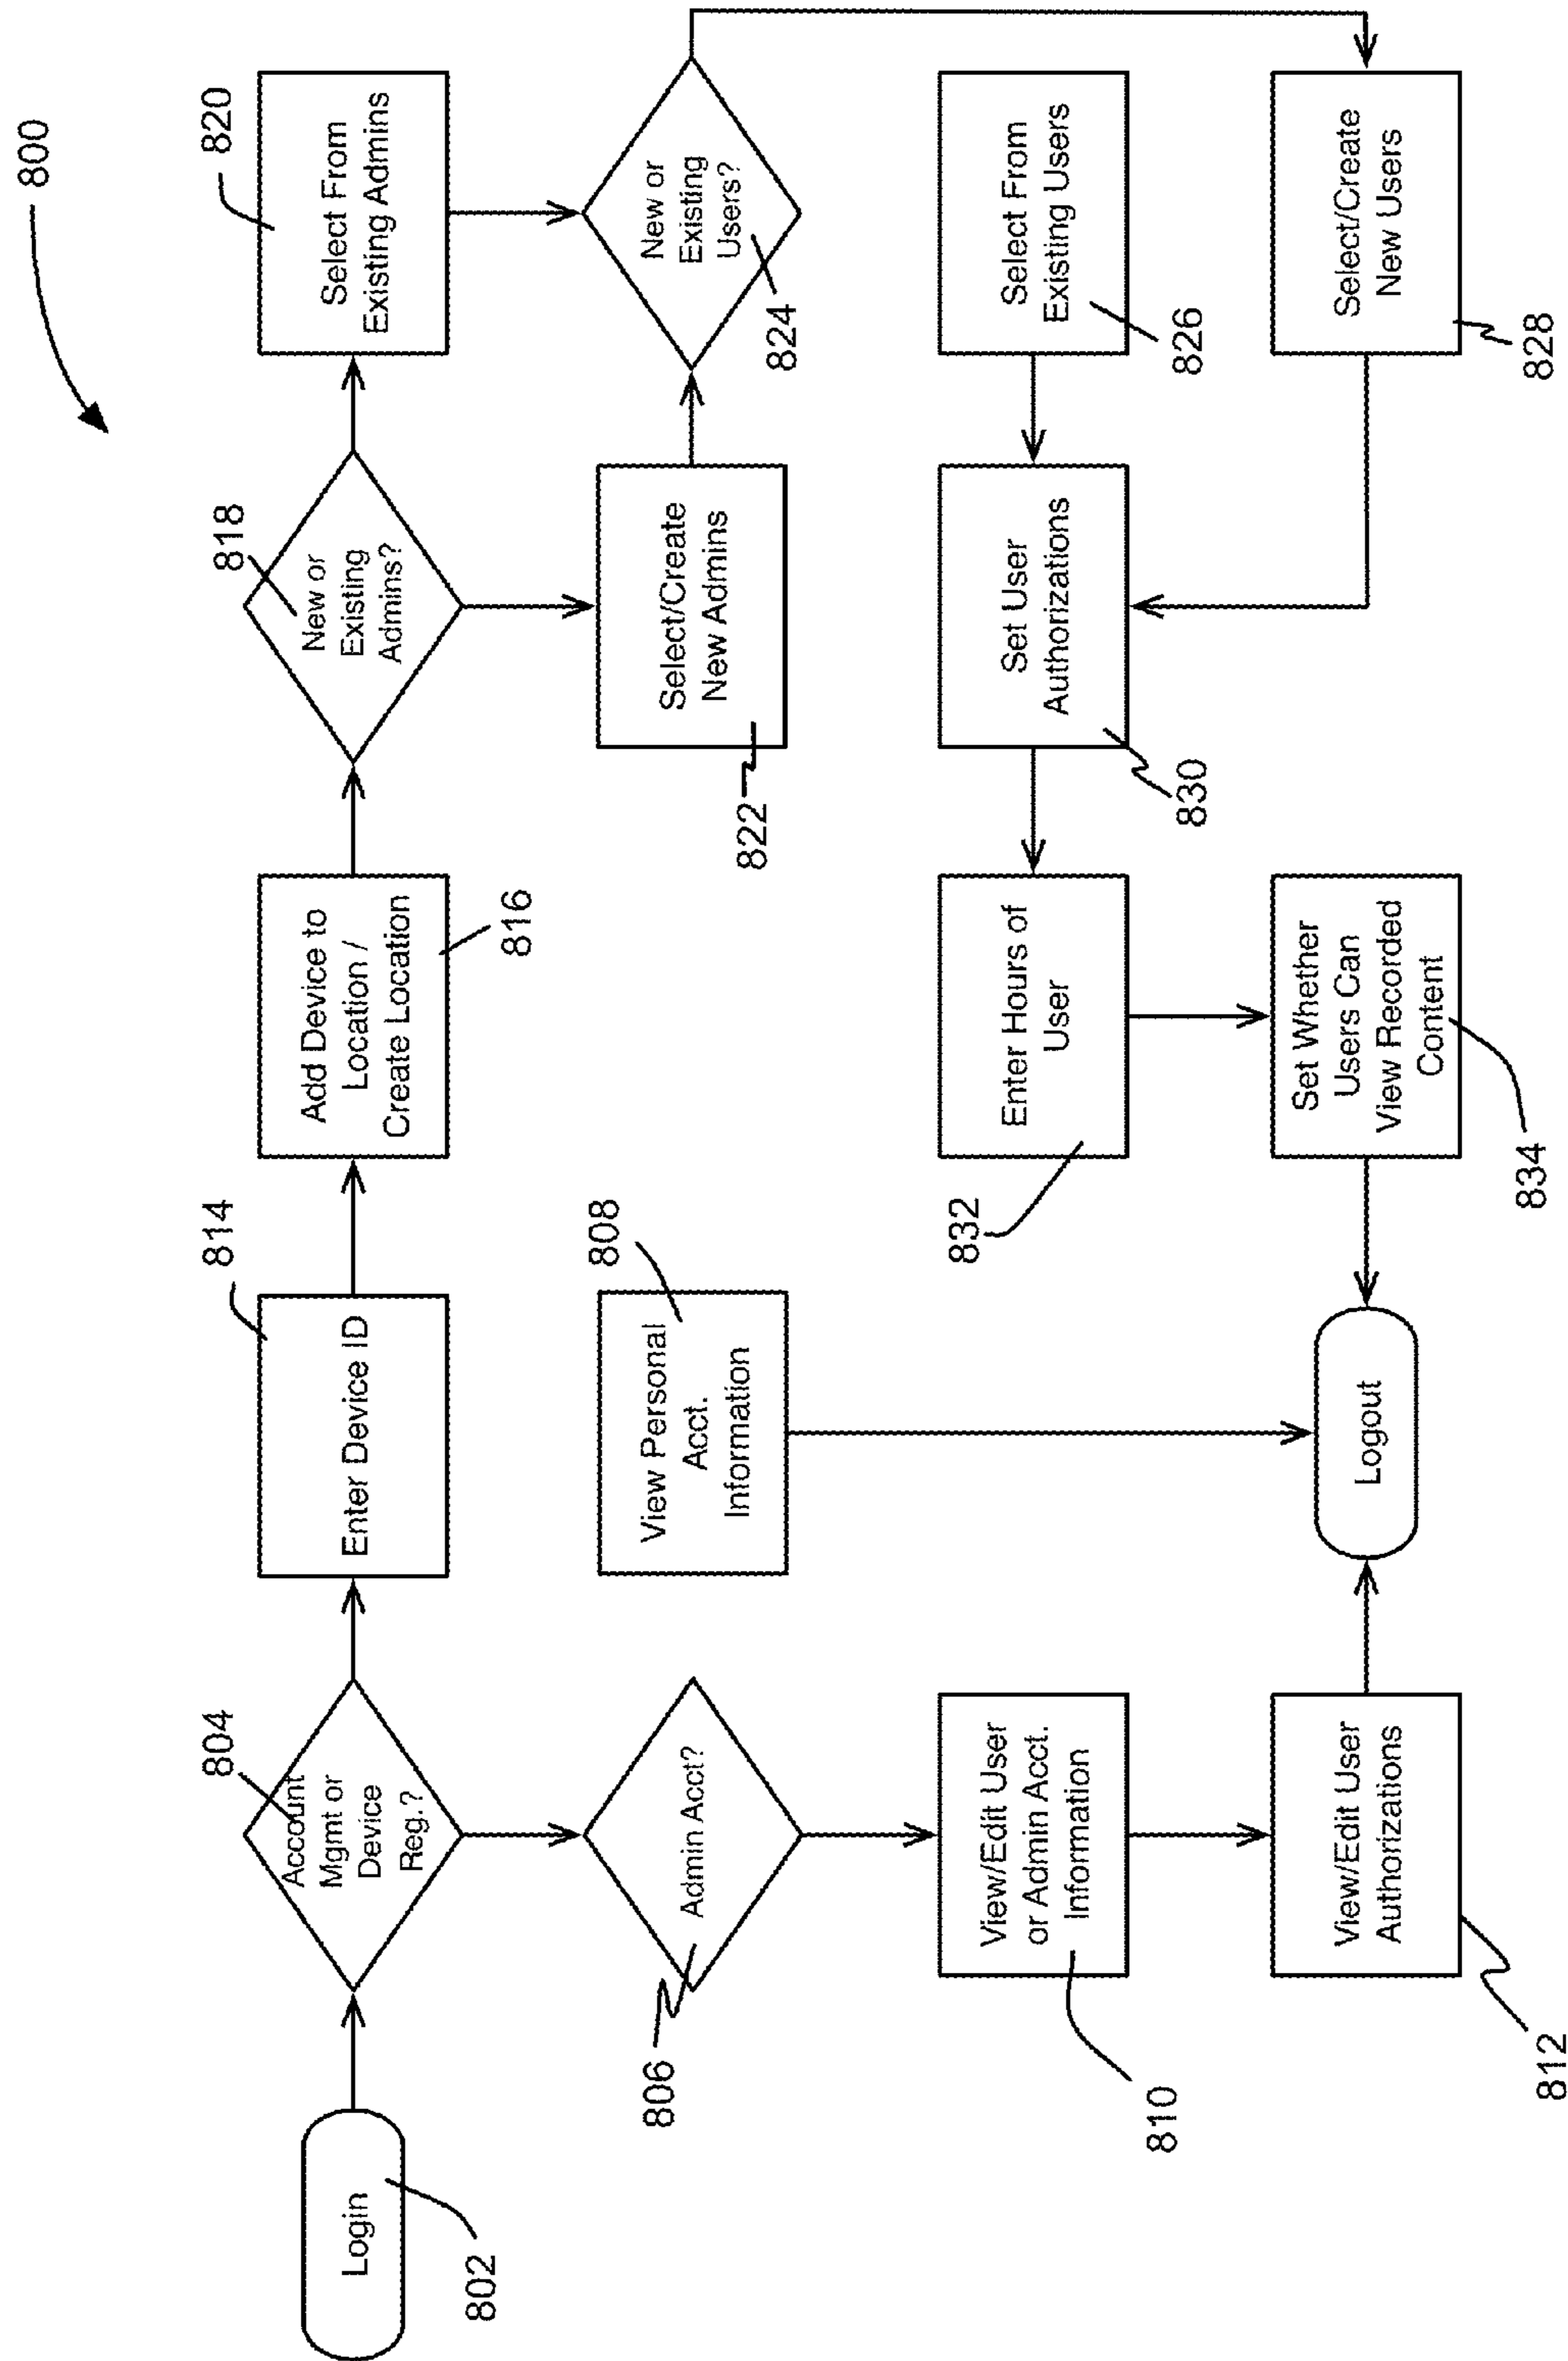 800
Login
802
Account
Mgmt or
Device
Reg.?
804
Enter Device ID
814
Add Device to
Location /
Create Location
816
New or
Existing
Admins?
818
Select From
Existing Admins
820
Admin Acct?
806
View Personal
Acct.
Information
808
Select/Create
New Admins
822
New or
Existing
Users?
824
View/Edit User
or Admin Acct.
Information
810
Enter Hours of
User
832
Set User
Authorizations
830
Select From
Existing Users
826
View/Edit User
Authorizations
812
Logout
Set Whether
Users Can
View Recorded
Content
834
Select/Create
New Users
828